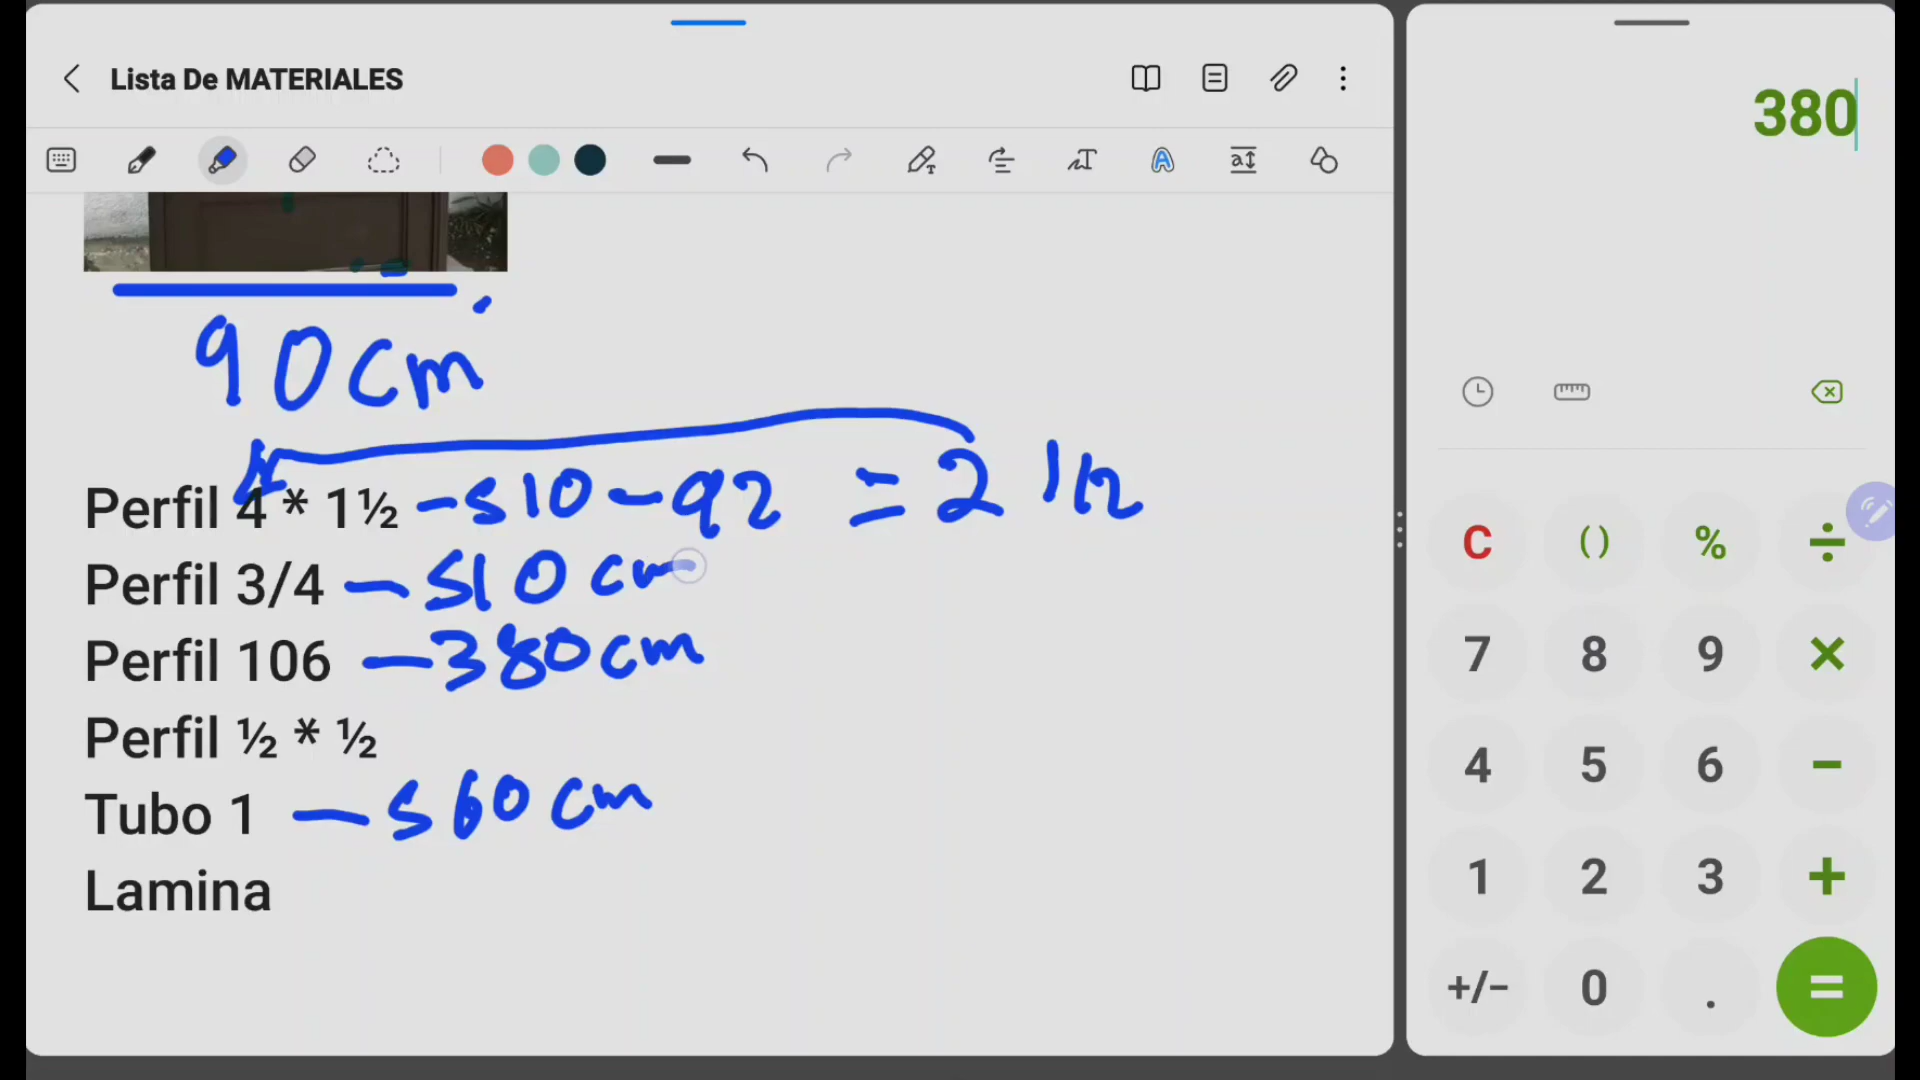 Lista De MATERIALES
380
90cm
Perfil 4 * 1½ - 510 - 92 = 2 1/2
Perfil 3/4 - 510 cm
Perfil 106 - 380cm
Perfil ½ * ½
Tubo 1 - 560 cm
Lamina
C ( ) % ÷
7 8 9 ×
4 5 6 −
1 2 3 +
+/− 0 . =